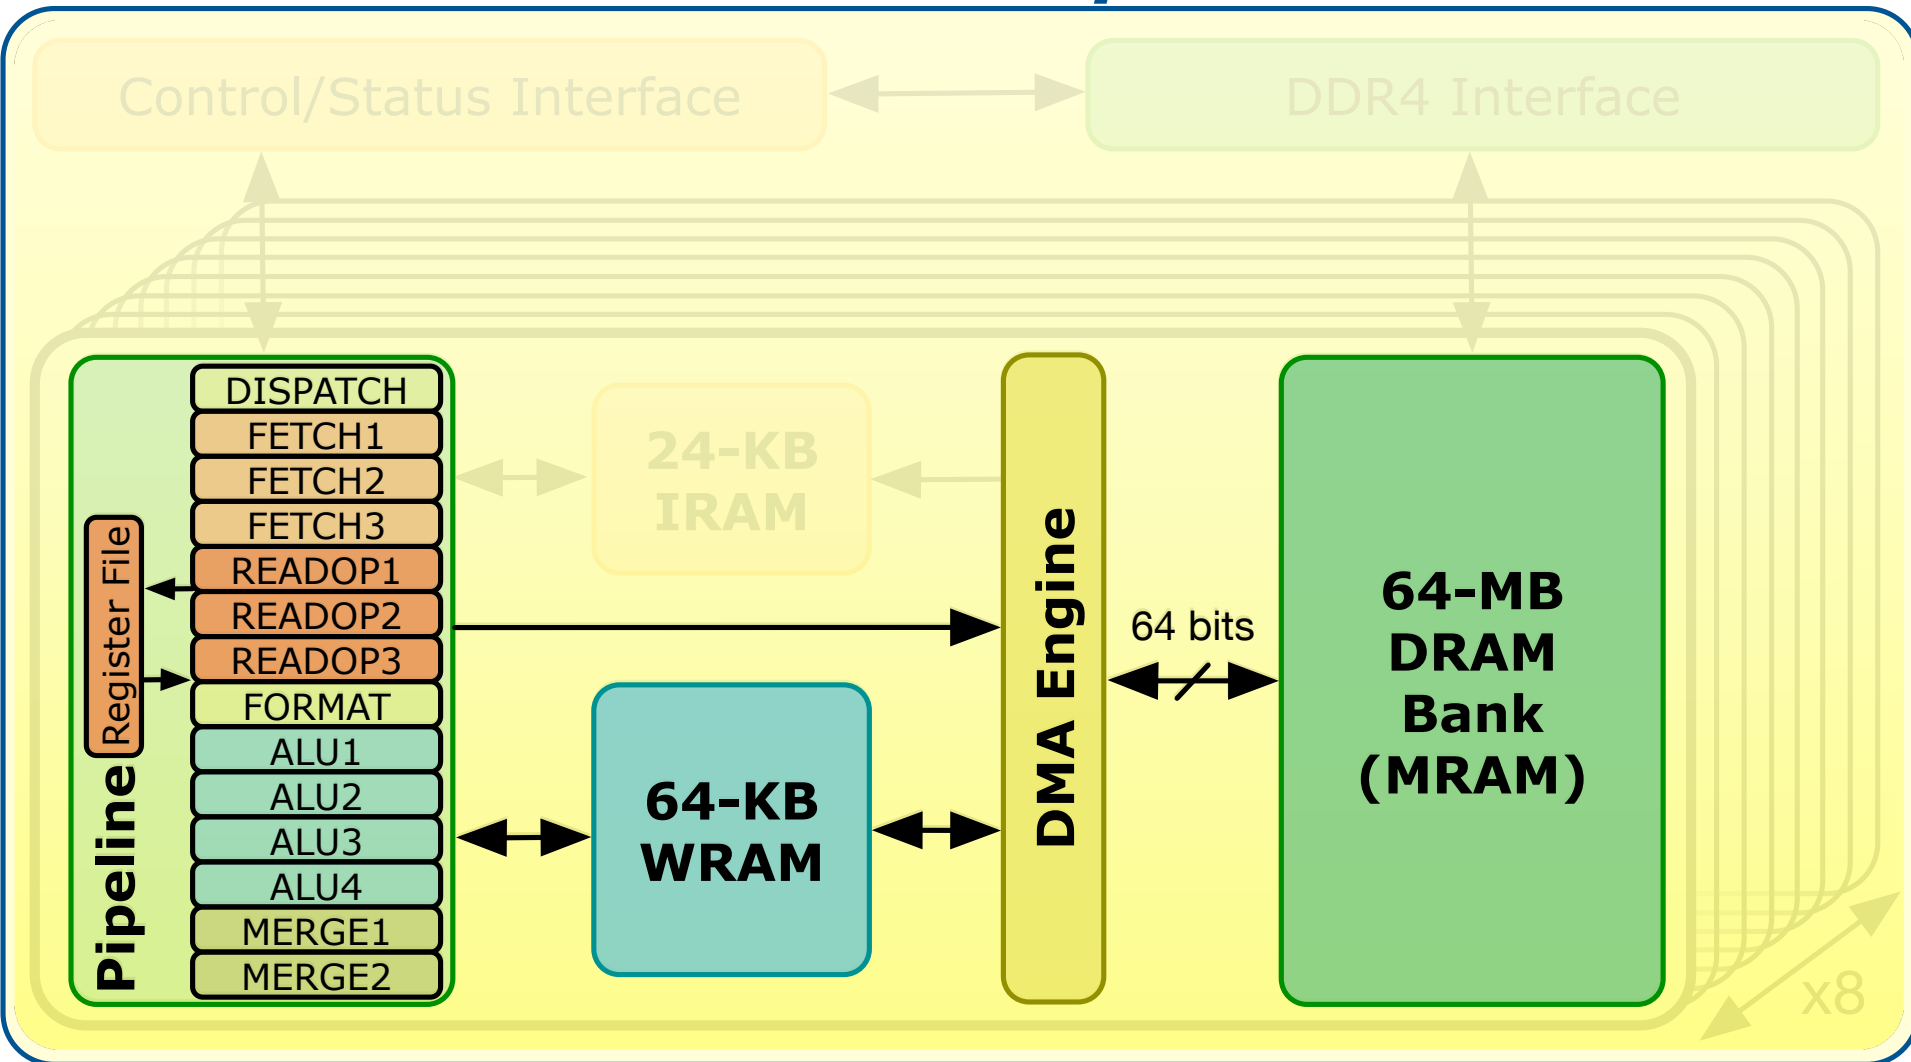 Control/Status Interface
DDR4 Interface
Pipeline
Register File
DISPATCH
FETCH1
FETCH2
FETCH3
READOP1
READOP2
READOP3
FORMAT
ALU1
ALU2
ALU3
ALU4
MERGE1
MERGE2
24-KB
IRAM
64-KB
WRAM
DMA Engine
64 bits
64-MB
DRAM
Bank
(MRAM)
x8